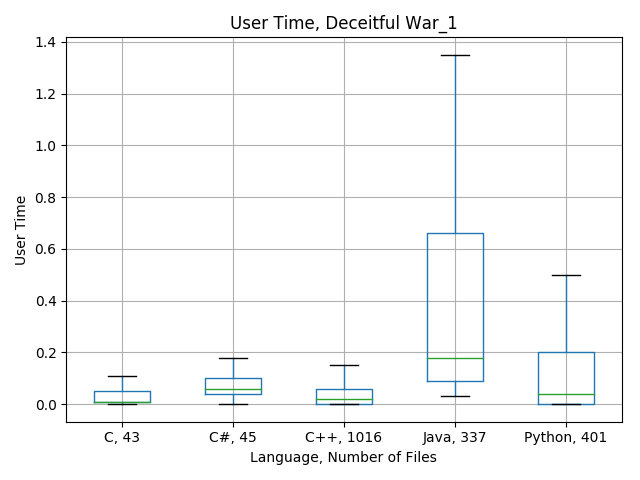 User Time, Deceitful War_1
User Time
1.4
1.2
1.0
0.8
0.6
0.4
0.2
0.0
C, 43
C#, 45
C++, 1016
Java, 337
Python, 401
Language, Number of Files